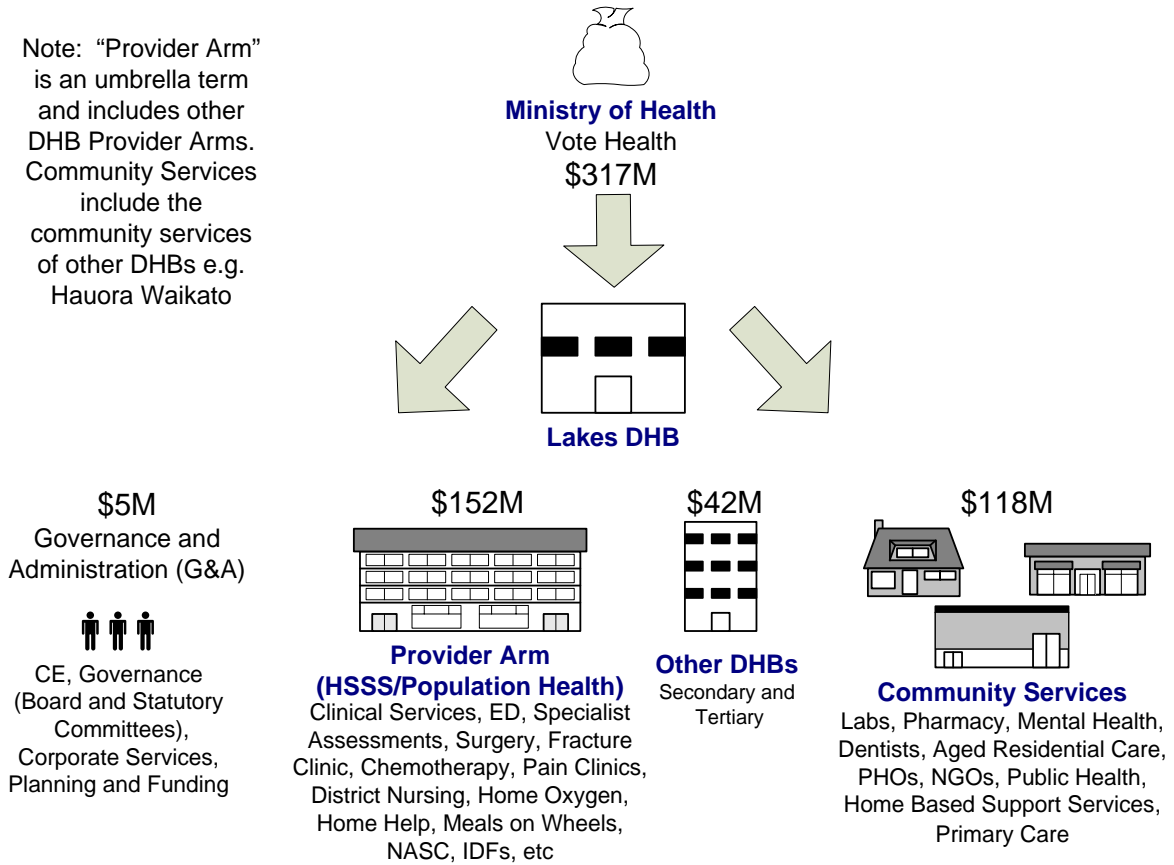 Note: “Provider Arm”
is an umbrella term
and includes other
DHB Provider Arms.
Community Services
include the
community services
of other DHBs e.g.
Hauora Waikato
Ministry of Health
Vote Health
$317M
Lakes DHB
$5M
Governance and
Administration (G&A)
CE, Governance
(Board and Statutory
Committees),
Corporate Services,
Planning and Funding
$152M
Provider Arm
(HSSS/Population Health)
Clinical Services, ED, Specialist
Assessments, Surgery, Fracture
Clinic, Chemotherapy, Pain Clinics,
District Nursing, Home Oxygen,
Home Help, Meals on Wheels,
NASC, IDFs, etc
$42M
Other DHBs
Secondary and
Tertiary
$118M
Community Services
Labs, Pharmacy, Mental Health,
Dentists, Aged Residential Care,
PHOs, NGOs, Public Health,
Home Based Support Services,
Primary Care